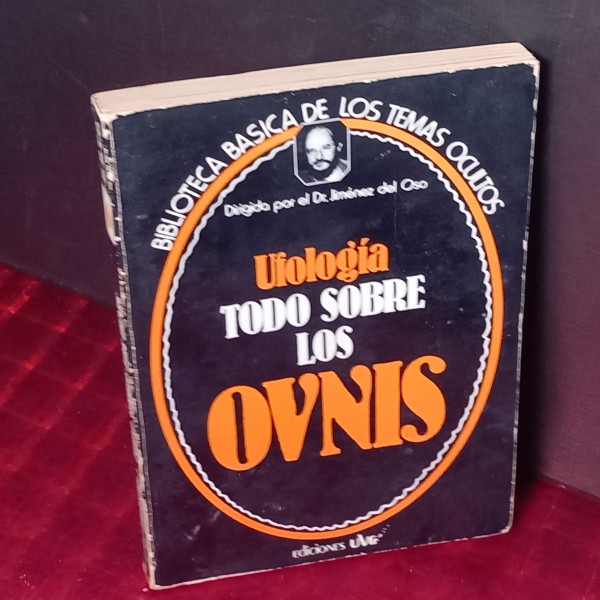 BIBLIOTECA BASICA DE LOS TEMAS OCULTOS
Dirigida por el Dr. Jiménez del Oso
Ufología
TODO SOBRE
LOS
OVNIS
ediciones UVE